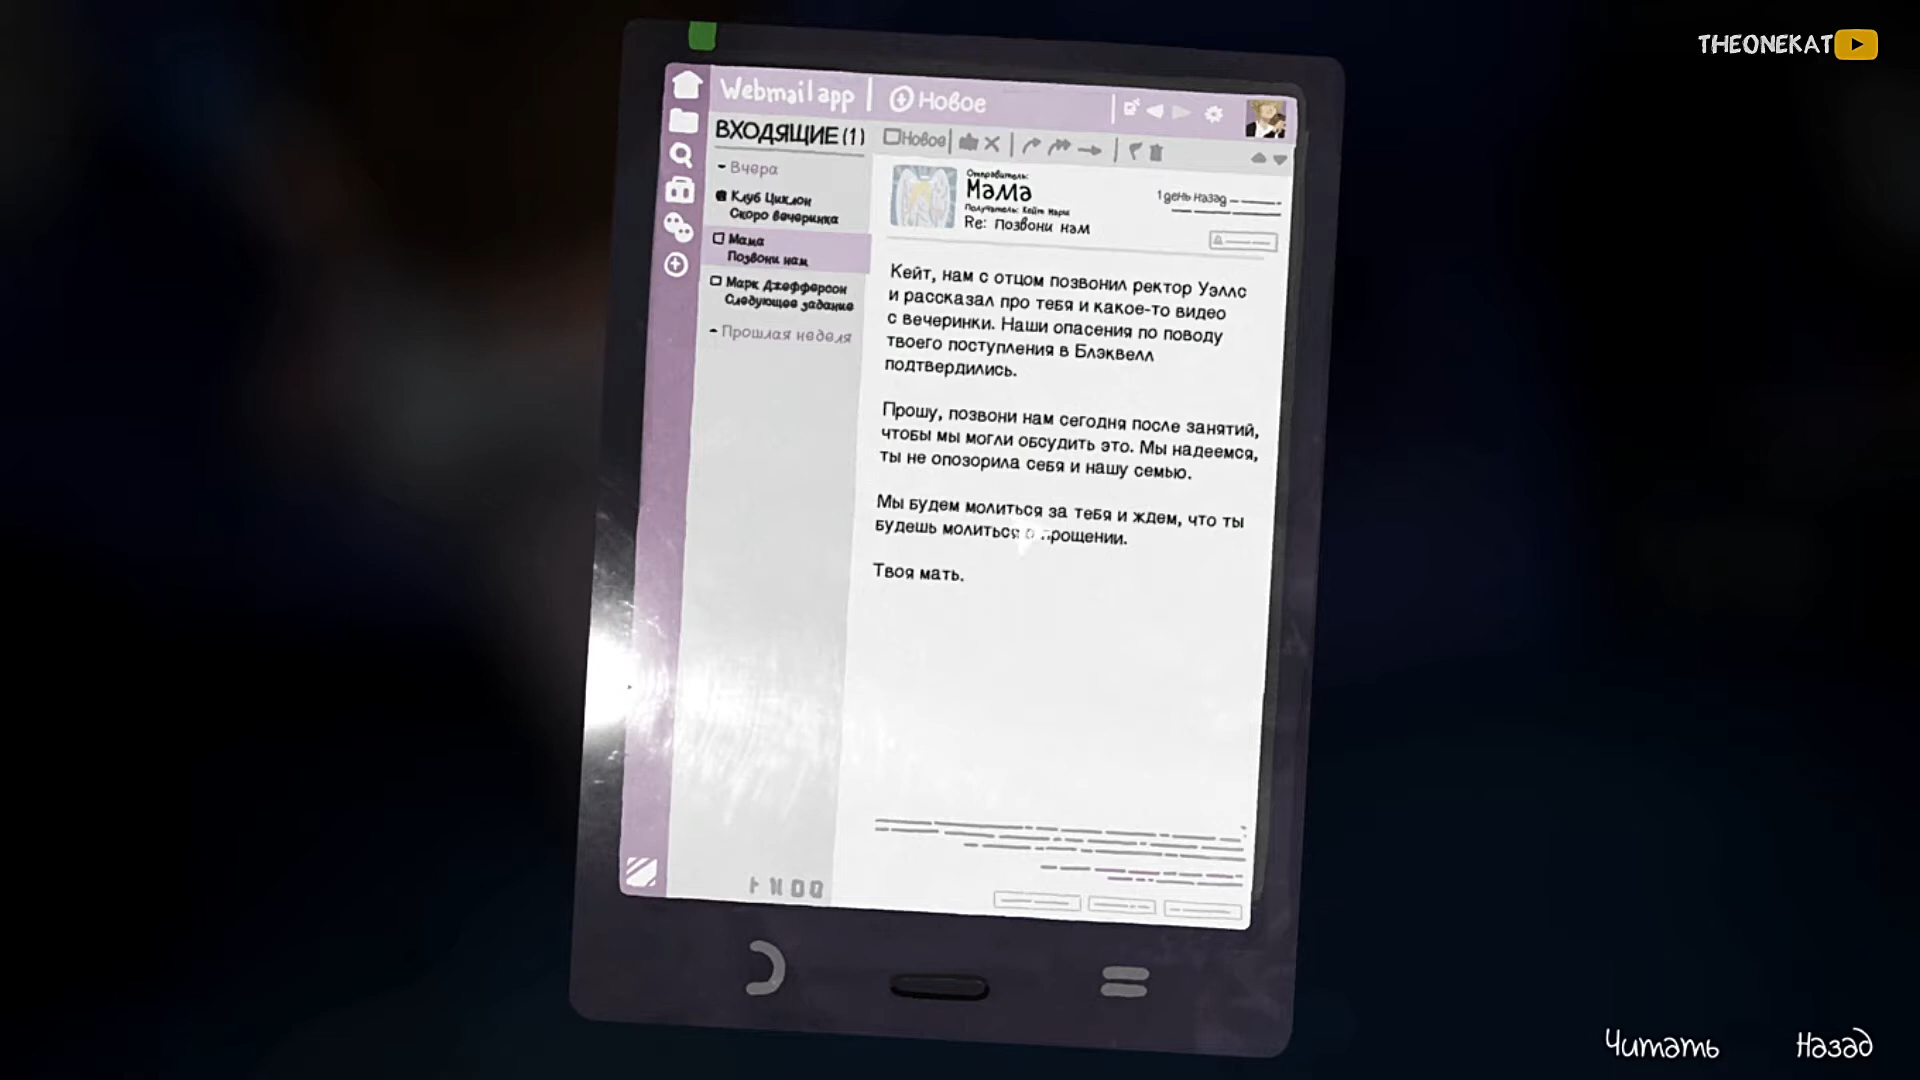 THEONEKAT
Webmail app
Новое
ВХОДЯЩИЕ (1)
Вчера
Клуб Циклон
Скоро вечеринка
Мама
Позвони нам
Марк Джефферсон
Следующее задание
Прошлая неделя
Новое
Отправитель:
Мама
Получатель: Кейт Марш
Re: Позвони нам
1 день назад
Кейт, нам с отцом позвонил ректор Уэллс
и рассказал про тебя и какое-то видео
с вечеринки. Наши опасения по поводу
твоего поступления в Блэквелл
подтвердились.
Прошу, позвони нам сегодня после занятий,
чтобы мы могли обсудить это. Мы надеемся,
ты не опозорила себя и нашу семью.
Мы будем молиться за тебя и ждем, что ты
будешь молиться о прощении.
Твоя мать.
Читать
Назад